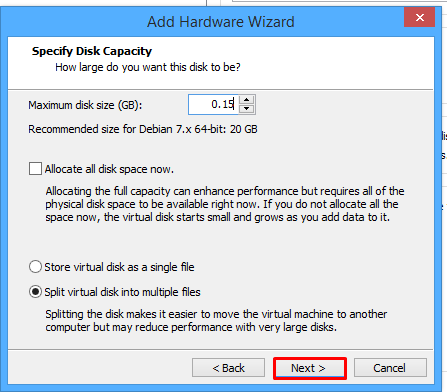 Add Hardware Wizard
Specify Disk Capacity
How large do you want this disk to be?
Maximum disk size (GB): 0.15
Recommended size for Debian 7.x 64-bit: 20 GB
Allocate all disk space now.
Allocating the full capacity can enhance performance but requires all of the
physical disk space to be available right now. If you do not allocate all the
space now, the virtual disk starts small and grows as you add data to it.
Store virtual disk as a single file
Split virtual disk into multiple files
Splitting the disk makes it easier to move the virtual machine to another
computer but may reduce performance with very large disks.
< Back Next > Cancel